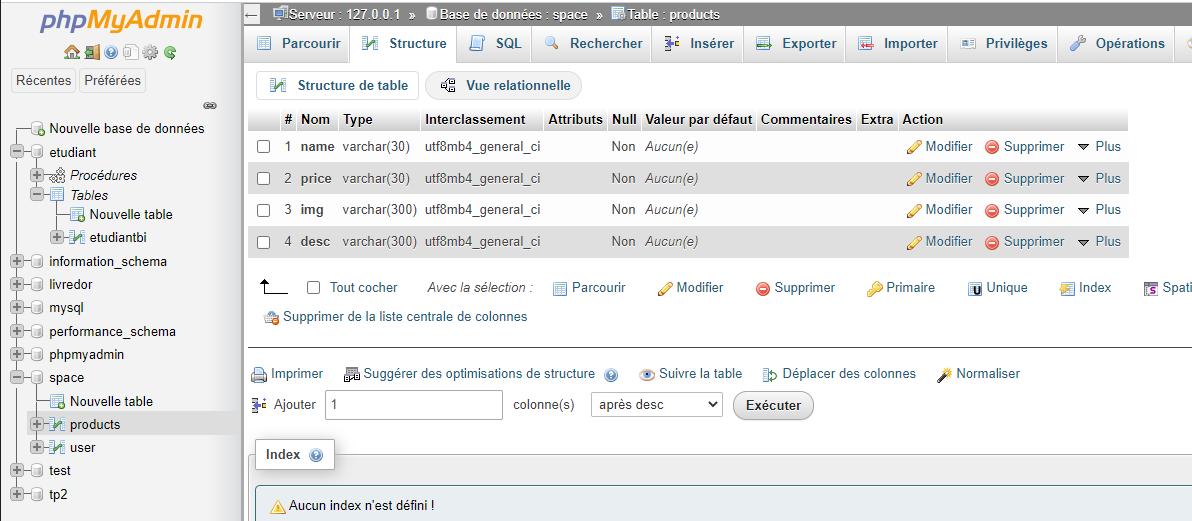 phpMyAdmin
Récentes Préférées
Nouvelle base de données
etudiant
Procédures
Tables
Nouvelle table
etudiantbi
information_schema
livredor
mysql
performance_schema
phpmyadmin
space
Nouvelle table
products
user
test
tp2
Serveur : 127.0.0.1 » Base de données : space » Table : products
Parcourir Structure SQL Rechercher Insérer Exporter Importer Privilèges Opérations
Structure de table Vue relationnelle
# Nom Type Interclassement Attributs Null Valeur par défaut Commentaires Extra Action
1 name varchar(30) utf8mb4_general_ci Non Aucun(e) Modifier Supprimer Plus
2 price varchar(30) utf8mb4_general_ci Non Aucun(e) Modifier Supprimer Plus
3 img varchar(300) utf8mb4_general_ci Non Aucun(e) Modifier Supprimer Plus
4 desc varchar(300) utf8mb4_general_ci Non Aucun(e) Modifier Supprimer Plus
Tout cocher Avec la sélection : Parcourir Modifier Supprimer Primaire Unique Index Spati
Supprimer de la liste centrale de colonnes
Imprimer Suggérer des optimisations de structure Suivre la table Déplacer des colonnes Normaliser
Ajouter 1 colonne(s) après desc Exécuter
Index
Aucun index n'est défini !